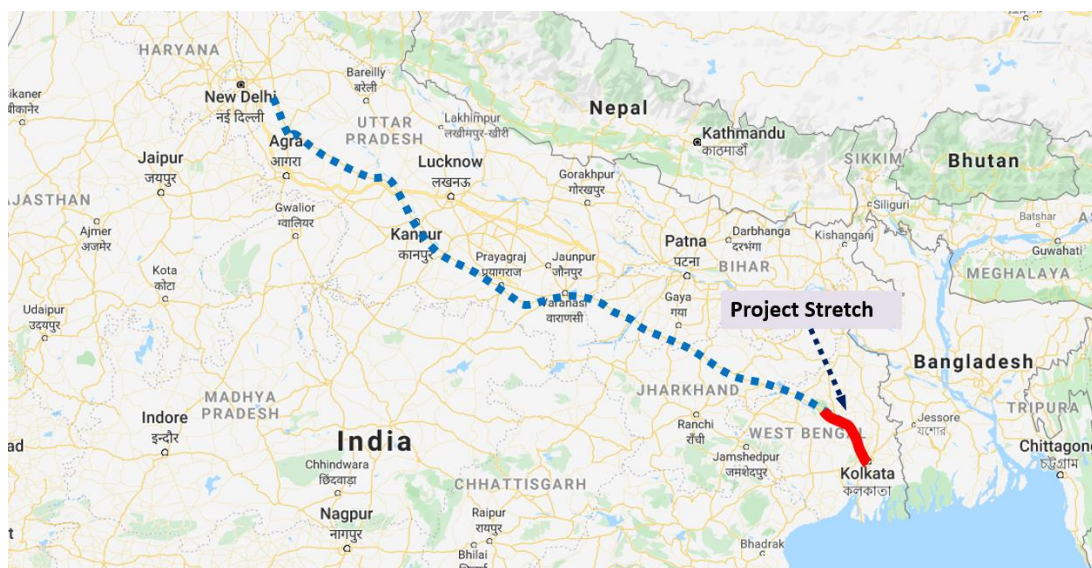 HARYANA
Bareilly
बरेली
New Delhi
नई दिल्ली
UTTAR
PRADESH
Lakhimpur
लखीमपुर-खीरी
Nepal
Kathmandu
काठमाडौं
SIKKIM
Bhutan
Agra
आगरा
Jaipur
जयपुर
Lucknow
लखनऊ
Gorakhpur
गोरखपुर
Siliguri
Gwalior
ग्वालियर
Ajmer
अजमेर
Kanpur
कानपुर
Patna
पटना
Darbhanga
दरभंगा
Kishanganj
Batshar
Guwahati
MEGHALAYA
Prayagraj
प्रयागराज
Jaunpur
जौनपुर
BIHAR
Kota
कोटा
Varanasi
वाराणसी
Gaya
गया
Udaipur
उदयपुर
Project Stretch
Bangladesh
JHARKHAND
MADHYA
PRADESH
Ranchi
राँची
WEST BENGAL
Jessore
যশোর
TRIPURA
Indore
इन्दौर
India
Jamshedpur
जमशेदपुर
Chittagong
চট্টগ্রাম
Kolkata
কলকাতা
Chhindwara
छिंदवाड़ा
CHHATTISGARH
Nagpur
नागपुर
Raipur
रायपुर
Bhilai
Bhadrak